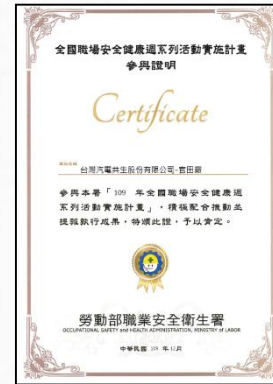 全國職場安全健康週系列活動實施計畫
參與證明
Certificate
台灣汽電共生股份有限公司-官田廠
參與本署「109 年全國職場安全健康週
系列活動實施計畫」，積極配合推動並
提報執行成果，特頒此證，予以肯定。
勞動部職業安全衛生署
OCCUPATIONAL SAFETY and HEALTH ADMINISTRATION, MINISTRY of LABOR
中華民國 109 年 12月